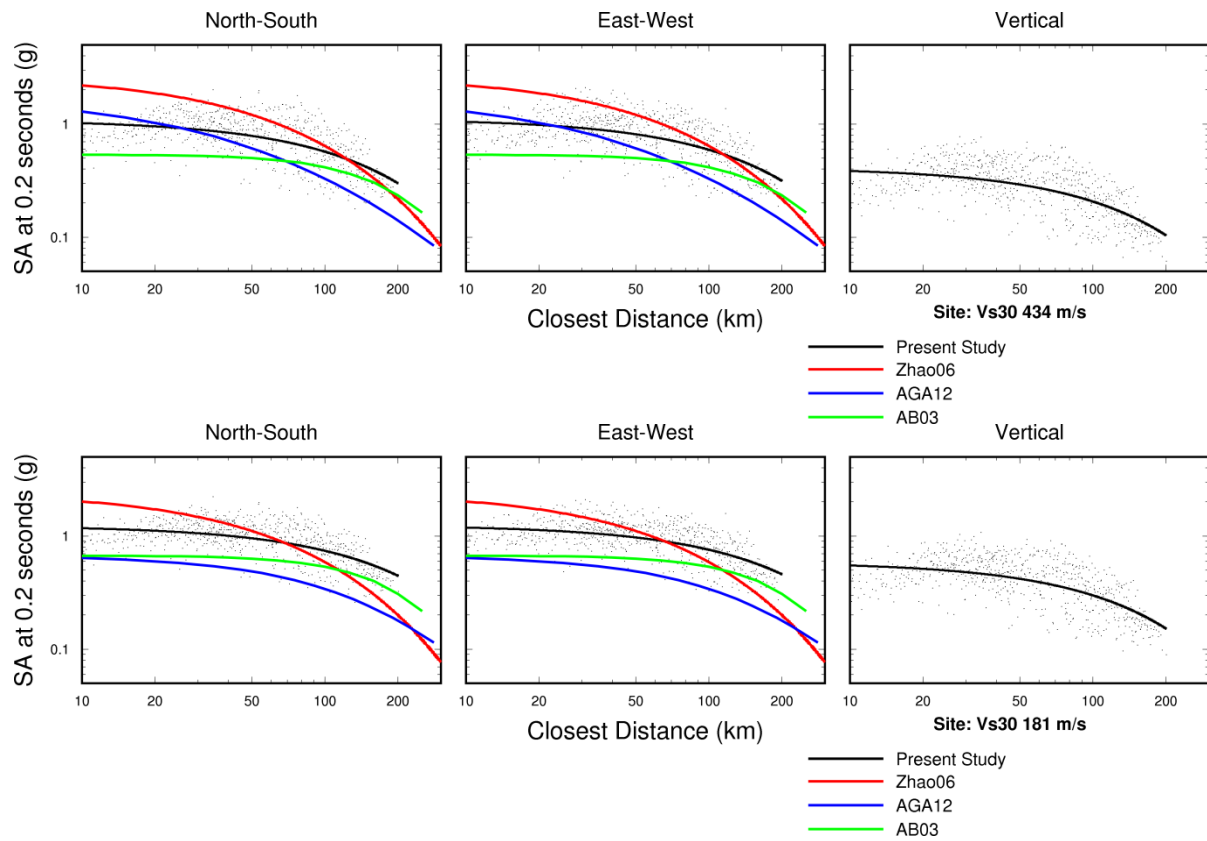 North-South East-West Vertical
SA at 0.2 seconds (g)
1
0.1
10 20 50 100 200 10 20 50 100 200 10 20 50 100 200
Closest Distance (km)
Site: Vs30 434 m/s
Present Study
Zhao06
AGA12
AB03
North-South East-West Vertical
SA at 0.2 seconds (g)
1
0.1
10 20 50 100 200 10 20 50 100 200 10 20 50 100 200
Closest Distance (km)
Site: Vs30 181 m/s
Present Study
Zhao06
AGA12
AB03